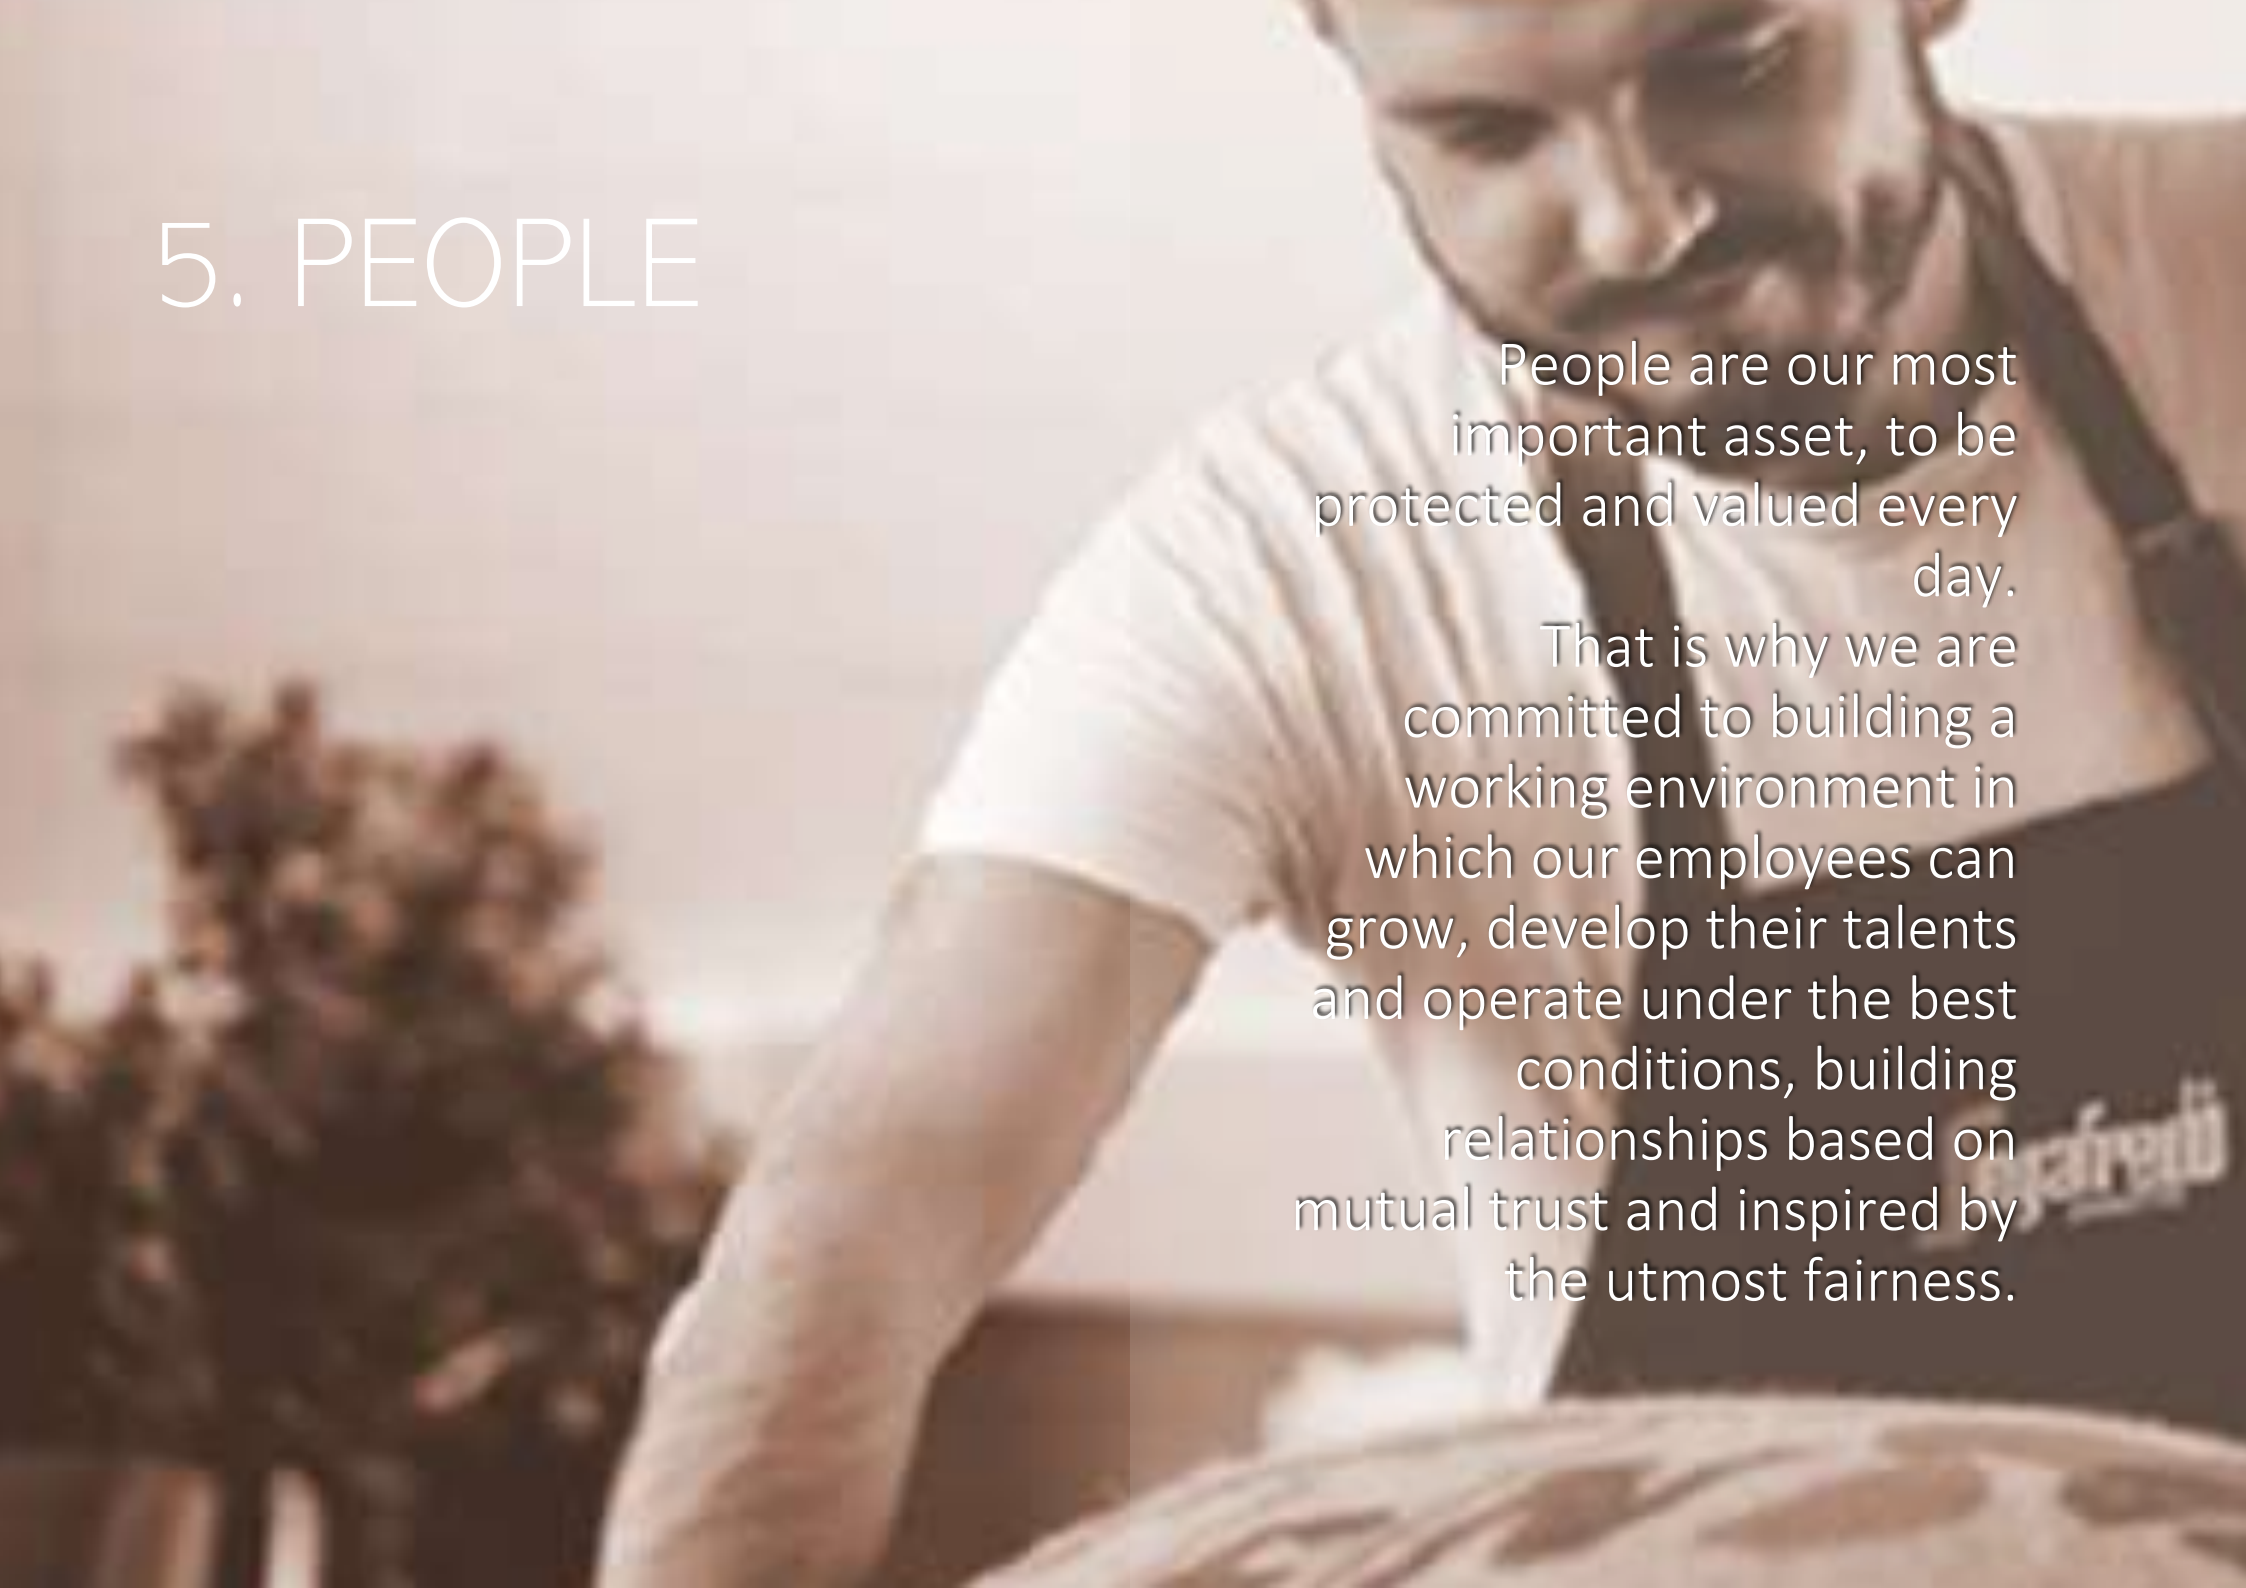 5. PEOPLE
People are our most
important asset, to be
protected and valued every
day.
That is why we are
committed to building a
working environment in
which our employees can
grow, develop their talents
and operate under the best
conditions, building
relationships based on
mutual trust and inspired by
the utmost fairness.